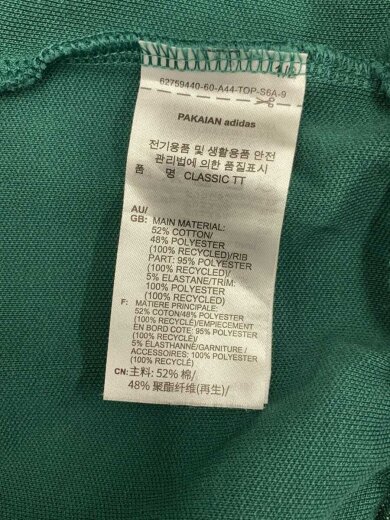 62759440-60-A44-TOP-S6A-9
PAKAIAN adidas
전기용품 및 생활용품 안전
관리법에 의한 품질표시
품 명 CLASSIC TT
AU/
GB: MAIN MATERIAL:
52% COTTON/
48% POLYESTER
(100% RECYCLED)/RIB
PART: 95% POLYESTER
(100% RECYCLED)/
5% ELASTANE/TRIM:
100% POLYESTER
(100% RECYCLED)
F: MATIERE PRINCIPALE:
52% COTON/48% POLYESTER
(100% RECYCLÉ)/EMPIECEMENT
EN BORD COTE: 95% POLYESTER
(100% RECYCLÉ)/
5% ÉLASTHANNE/GARNITURE /
ACCESSOIRES: 100% POLYESTER
(100% RECYCLÉ)
CN: 主料: 52% 棉/
48% 聚酯纤维(再生)/